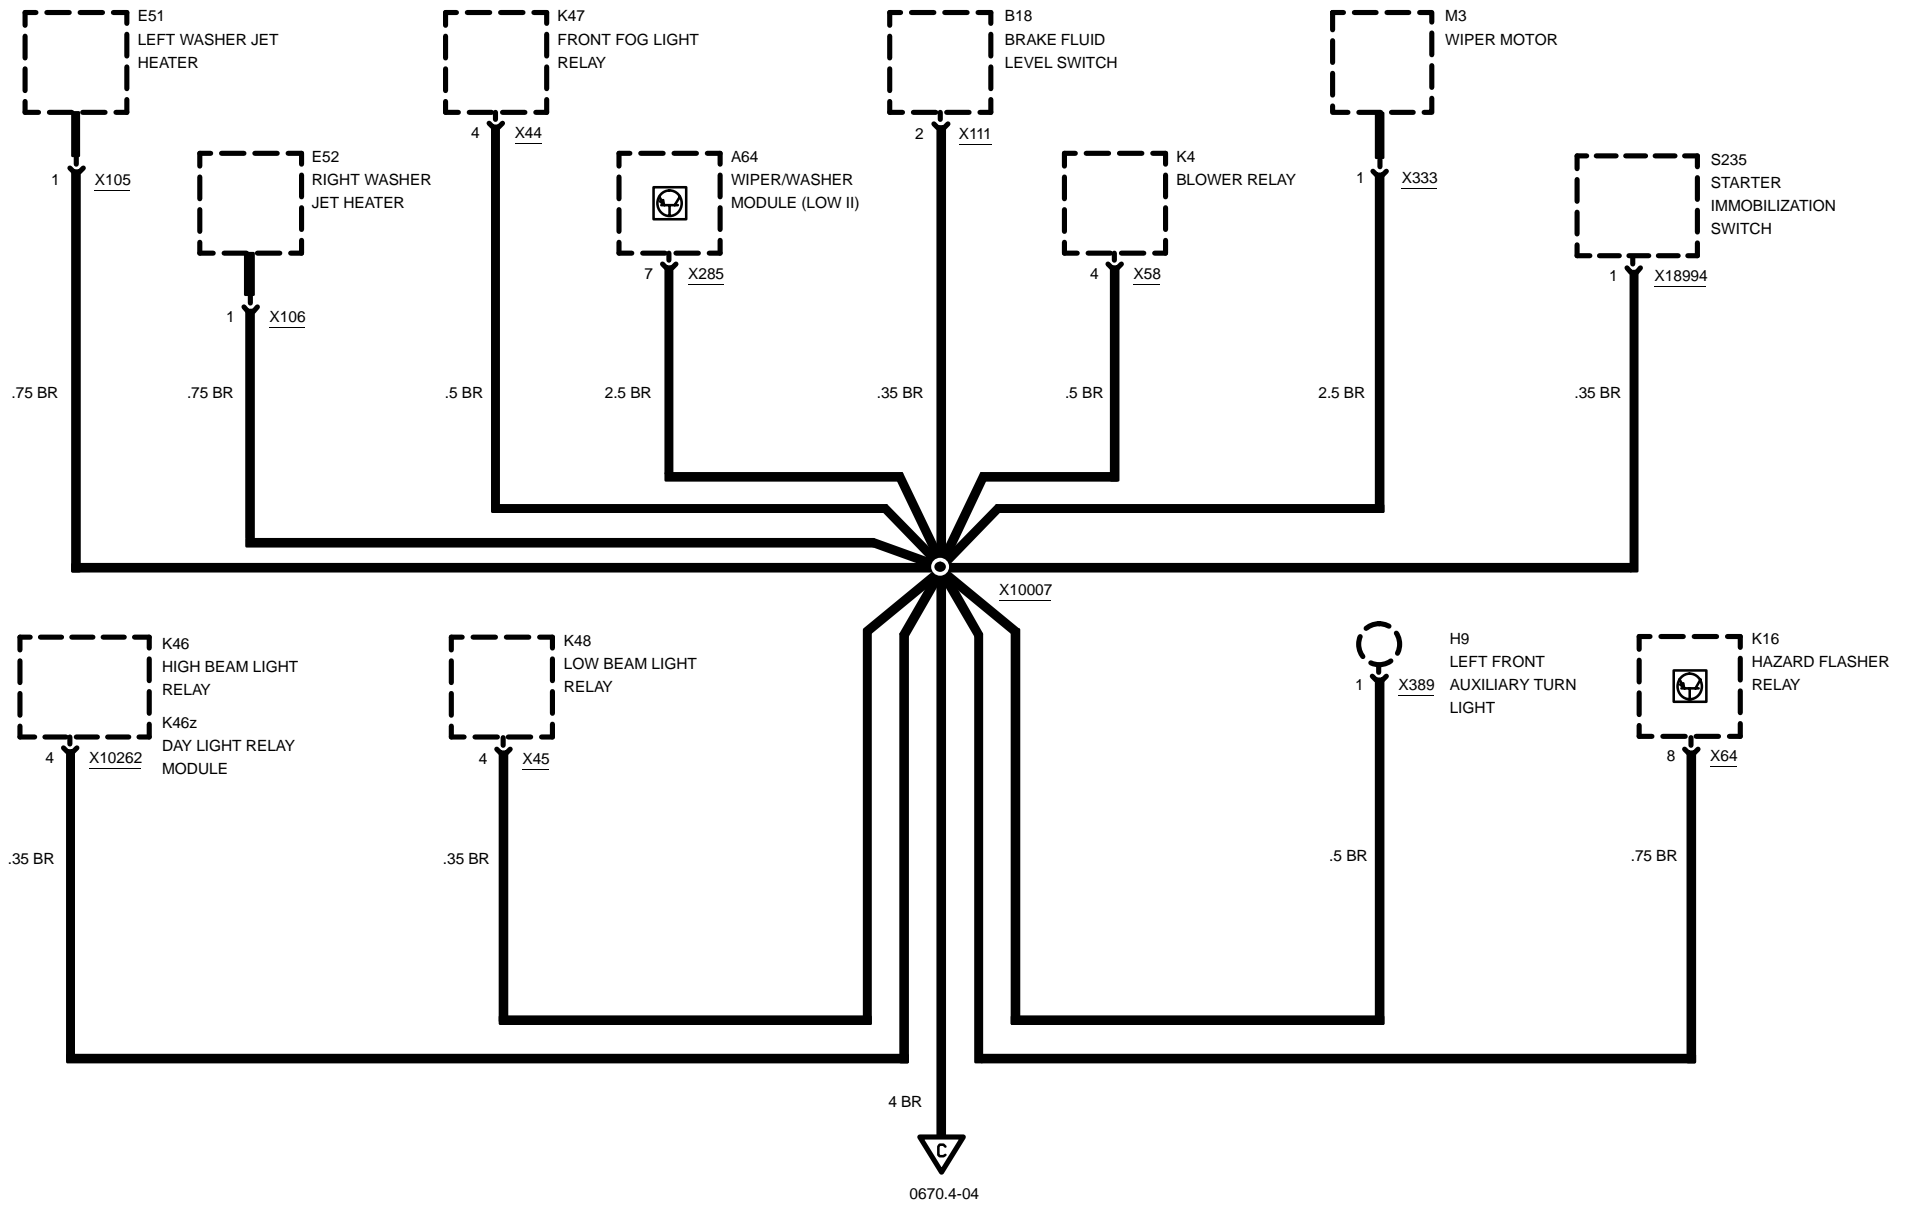 E51
LEFT WASHER JET
HEATER
K47
FRONT FOG LIGHT
RELAY
B18
BRAKE FLUID
LEVEL SWITCH
M3
WIPER MOTOR
1 X105
E52
RIGHT WASHER
JET HEATER
4 X44
A64
WIPER/WASHER
MODULE (LOW II)
2 X111
K4
BLOWER RELAY
1 X333
S235
STARTER
IMMOBILIZATION
SWITCH
1 X106
7 X285
4 X58
1 X18994
.75 BR
.75 BR
.5 BR
2.5 BR
.35 BR
.5 BR
2.5 BR
.35 BR
X10007
K46
HIGH BEAM LIGHT
RELAY
K46z
DAY LIGHT RELAY
MODULE
4 X10262
K48
LOW BEAM LIGHT
RELAY
4 X45
H9
LEFT FRONT
AUXILIARY TURN
LIGHT
1 X389
K16
HAZARD FLASHER
RELAY
8 X64
.35 BR
.35 BR
.5 BR
.75 BR
4 BR
C
0670.4-04